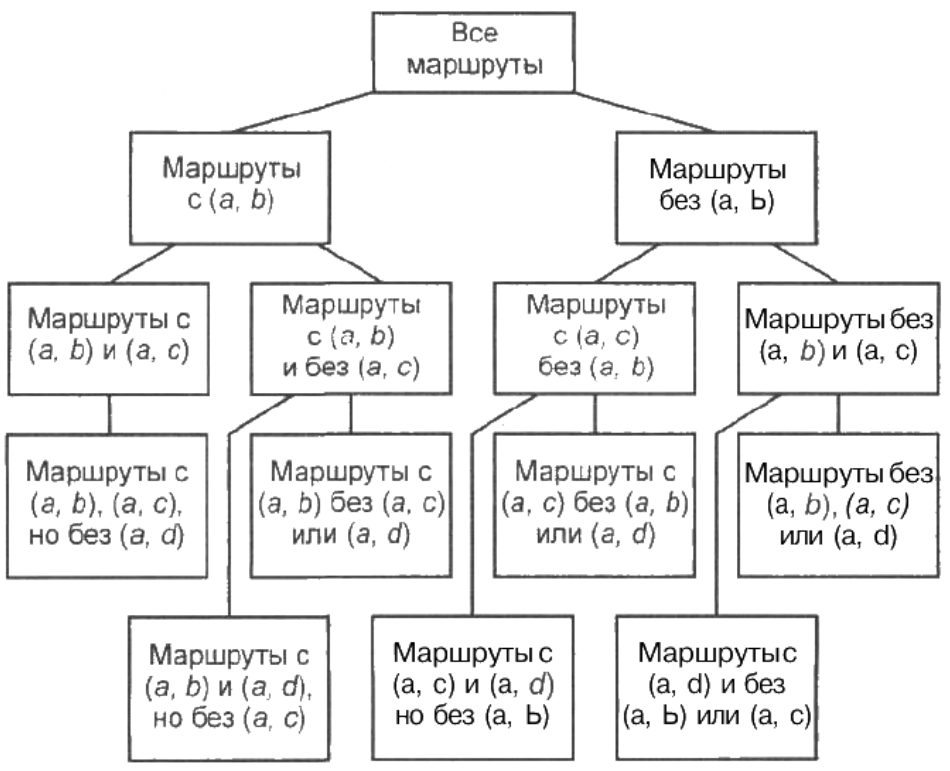 Все
маршруты
Маршруты
с (a, b)
Маршруты
без (a, b)
Маршруты с
(a, b) и (a, c)
Маршруты
с (a, b)
и без (a, c)
Маршруты
с (a, c)
без (a, b)
Маршруты без
(a, b) и (a, c)
Маршруты с
(a, b), (a, c),
но без (a, d)
Маршруты с
(a, b) без (a, c)
или (a, d)
Маршруты с
(a, c) без (a, b)
или (a, d)
Маршруты без
(a, b), (a, c)
или (a, d)
Маршруты с
(a, b) и (a, d),
но без (a, c)
Маршруты с
(a, c) и (a, d)
но без (a, b)
Маршруты с
(a, d) и без
(a, b) или (a, c)